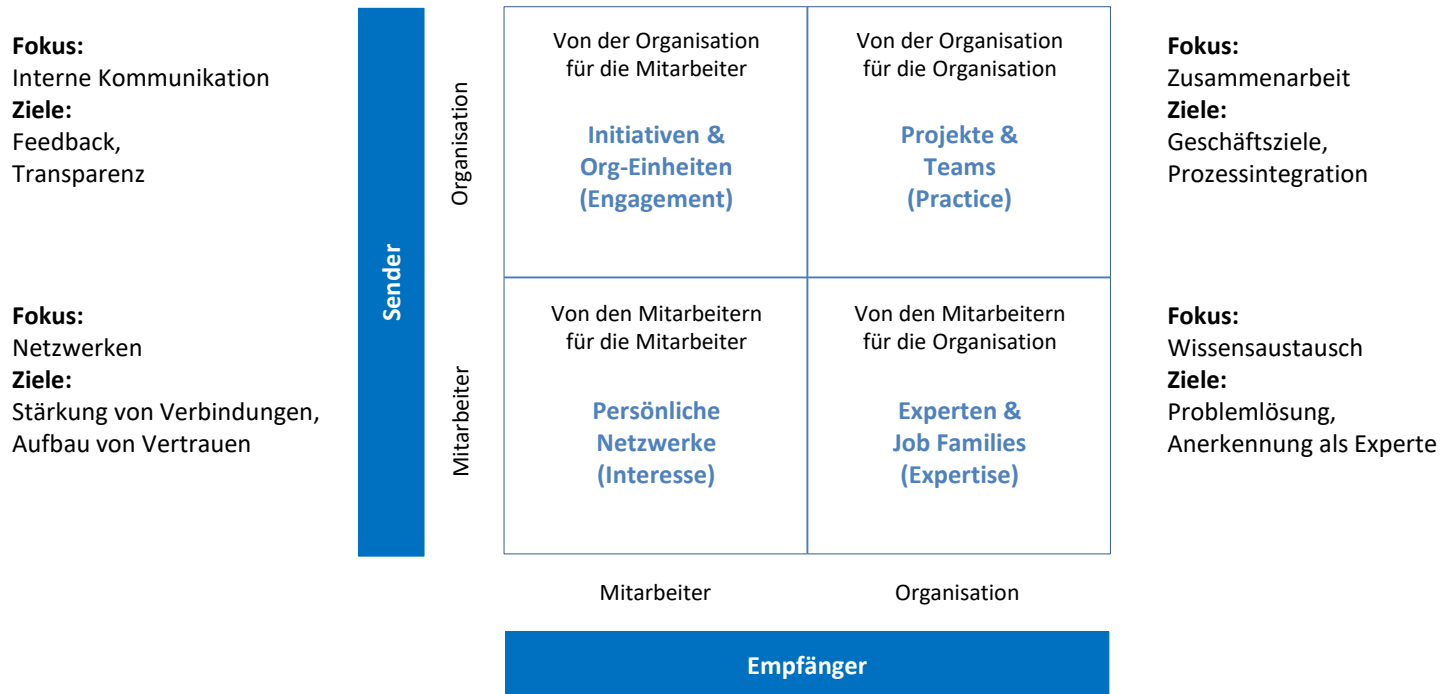 Fokus:
Interne Kommunikation
Ziele:
Feedback,
Transparenz
Fokus:
Netzwerken
Ziele:
Stärkung von Verbindungen,
Aufbau von Vertrauen
Sender
Organisation
Mitarbeiter
Von der Organisation
für die Mitarbeiter
Initiativen &
Org-Einheiten
(Engagement)
Von der Organisation
für die Organisation
Projekte &
Teams
(Practice)
Von den Mitarbeitern
für die Mitarbeiter
Persönliche
Netzwerke
(Interesse)
Von den Mitarbeitern
für die Organisation
Experten &
Job Families
(Expertise)
Mitarbeiter
Organisation
Empfänger
Fokus:
Zusammenarbeit
Ziele:
Geschäftsziele,
Prozessintegration
Fokus:
Wissensaustausch
Ziele:
Problemlösung,
Anerkennung als Experte